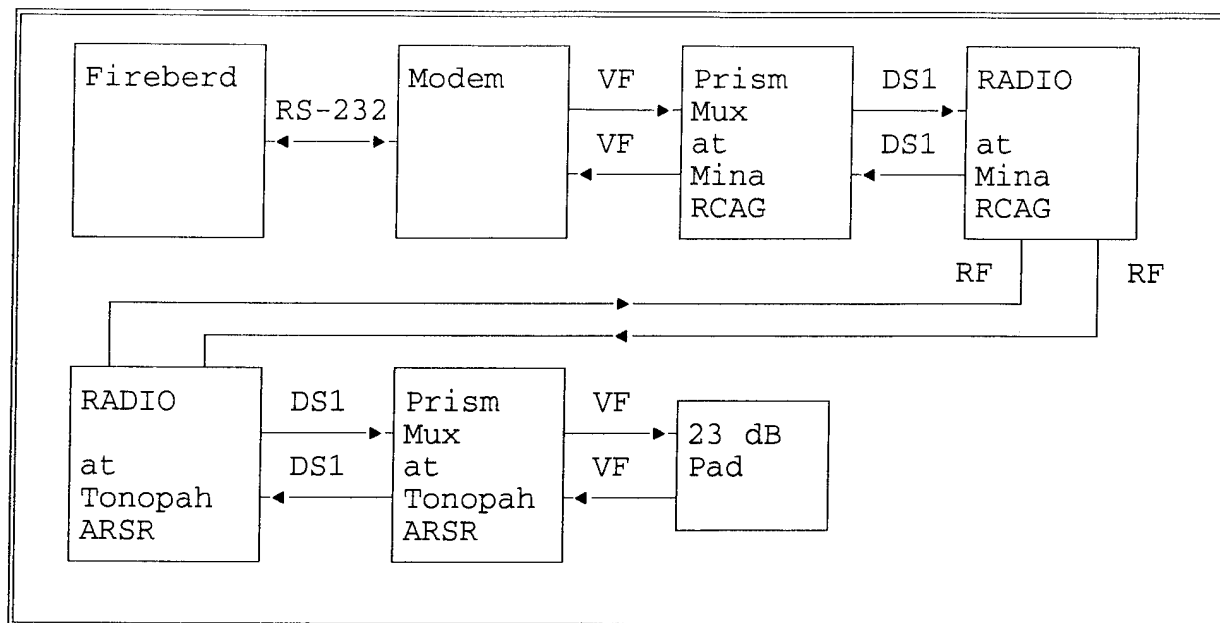 Fireberd
RS-232
Modem
VF
VF
Prism
Mux
at
Mina
RCAG
DS1
DS1
RADIO
at
Mina
RCAG
RF
RF
RADIO
at
Tonopah
ARSR
DS1
DS1
Prism
Mux
at
Tonopah
ARSR
VF
VF
23 dB
Pad